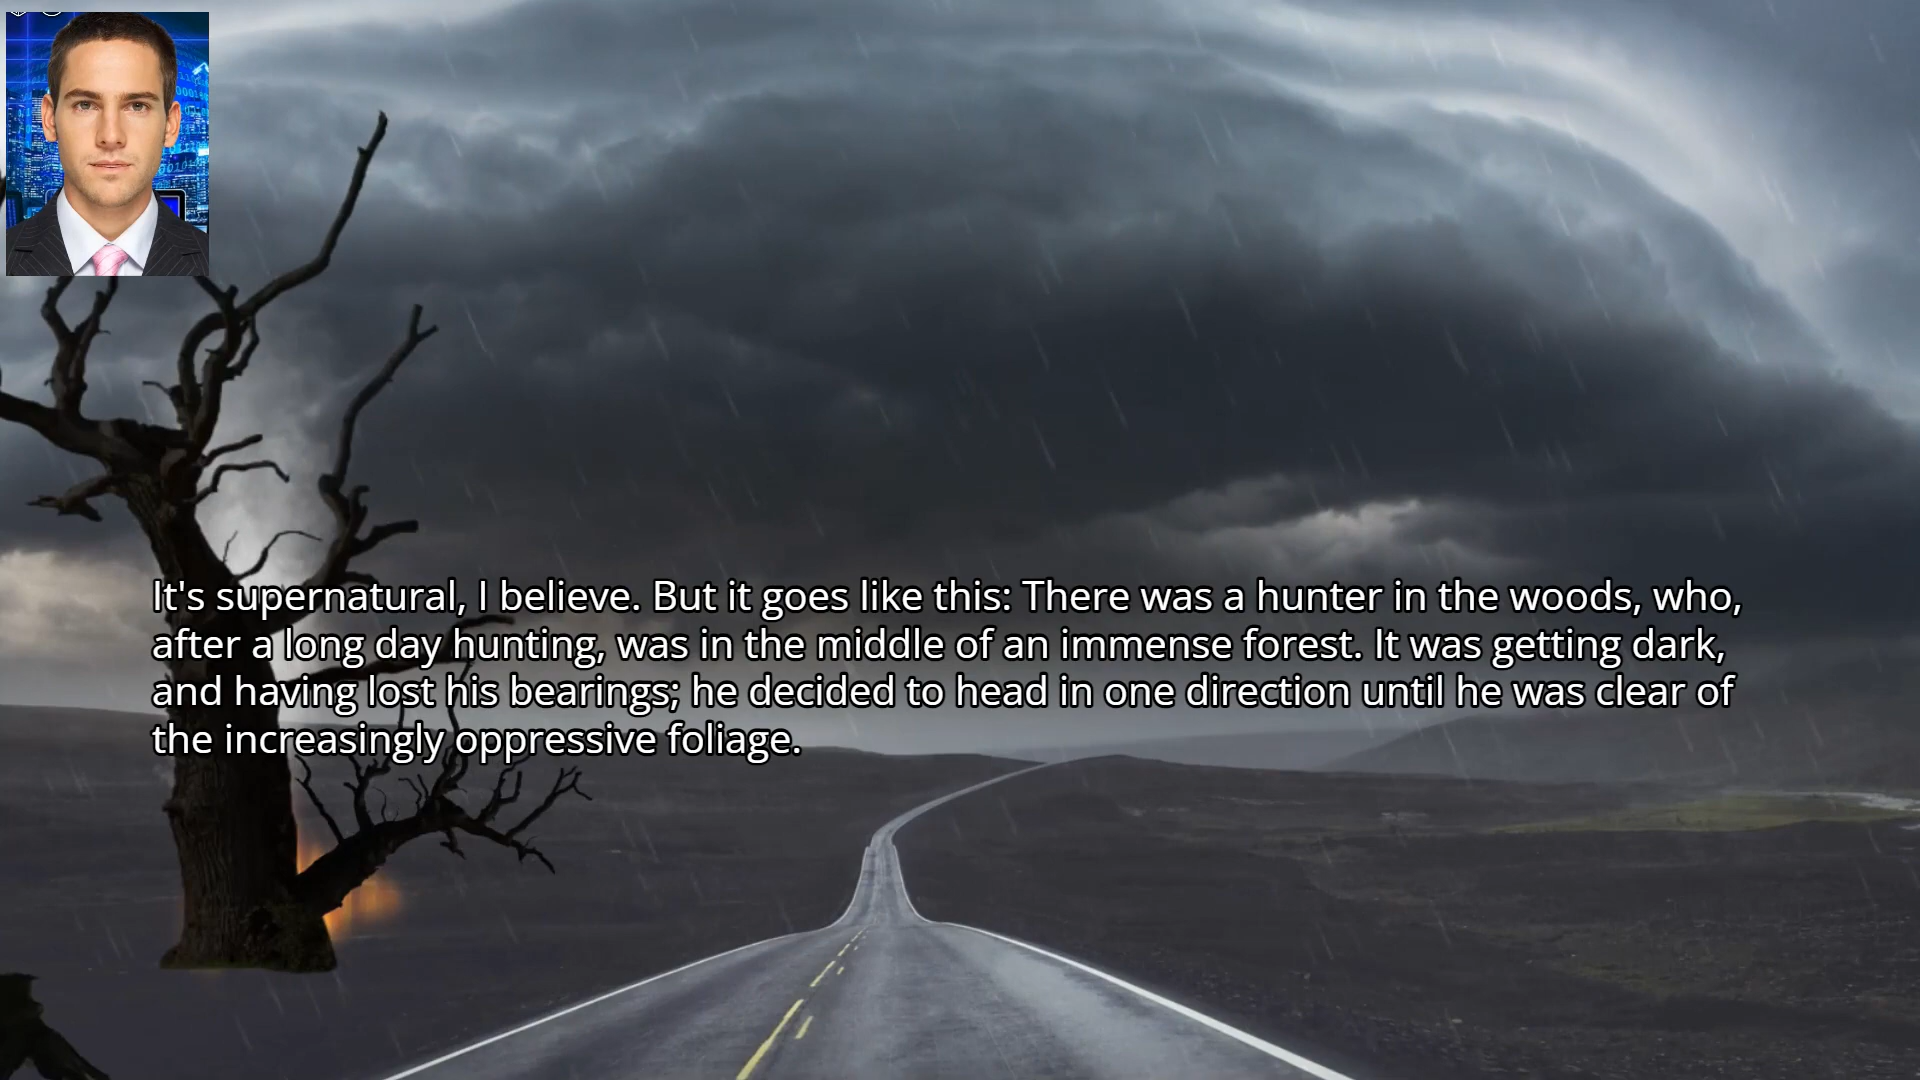 It's supernatural, I believe. But it goes like this: There was a hunter in the woods, who,
after a long day hunting, was in the middle of an immense forest. It was getting dark,
and having lost his bearings; he decided to head in one direction until he was clear of
the increasingly oppressive foliage.